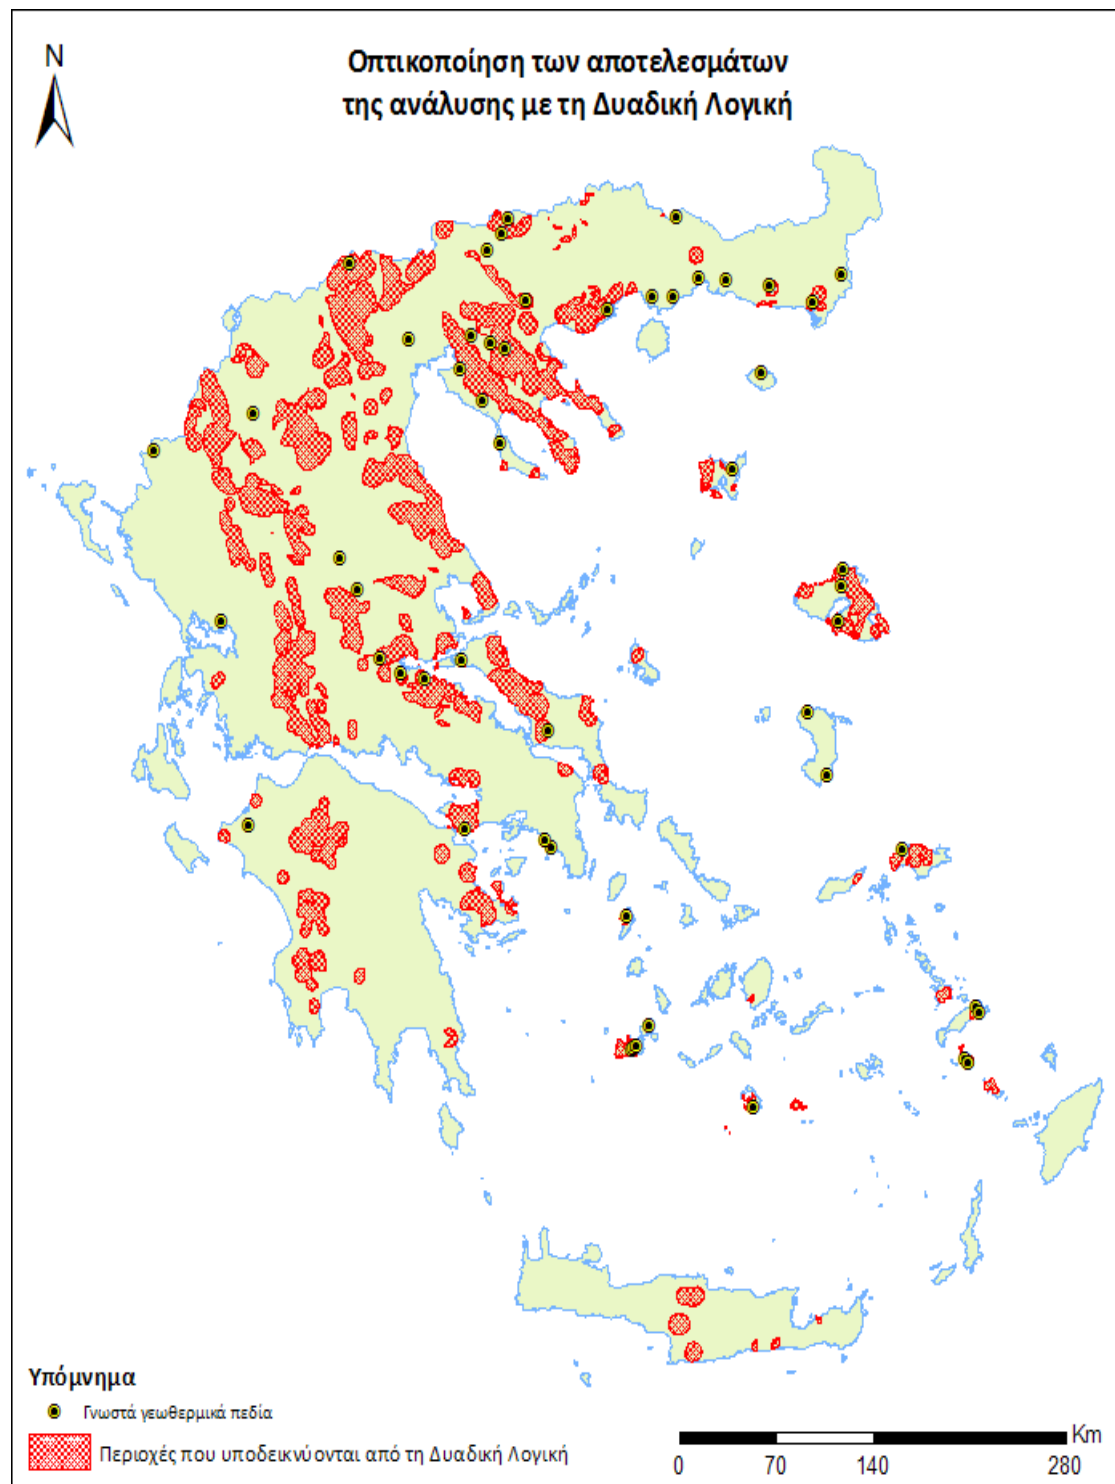 N
Οπτικοποίηση των αποτελεσμάτων
της ανάλυσης με τη Δυαδική Λογική
Υπόμνημα
Γνωστά γεωθερμικά πεδία
Περιοχές που υποδεικνύονται από τη Δυαδική Λογική
Km
0 70 140 280